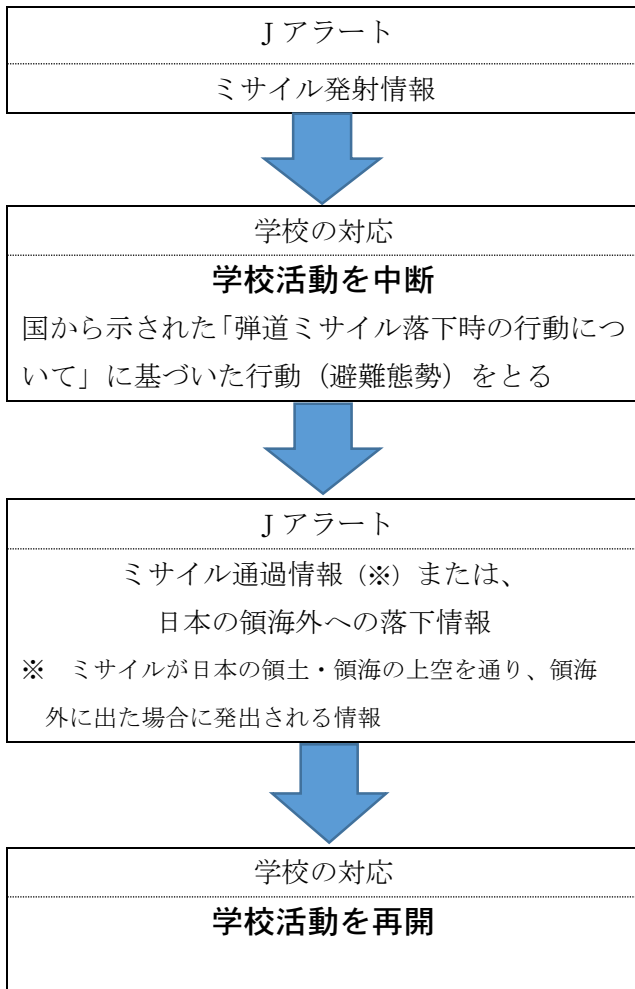 Jアラート
ミサイル発射情報
学校の対応
学校活動を中断
国から示された「弾道ミサイル落下時の行動につ
いて」に基づいた行動（避難態勢）をとる
Jアラート
ミサイル通過情報（※）または、
日本の領海外への落下情報
※　ミサイルが日本の領土・領海の上空を通り、領海
外に出た場合に発出される情報
学校の対応
学校活動を再開